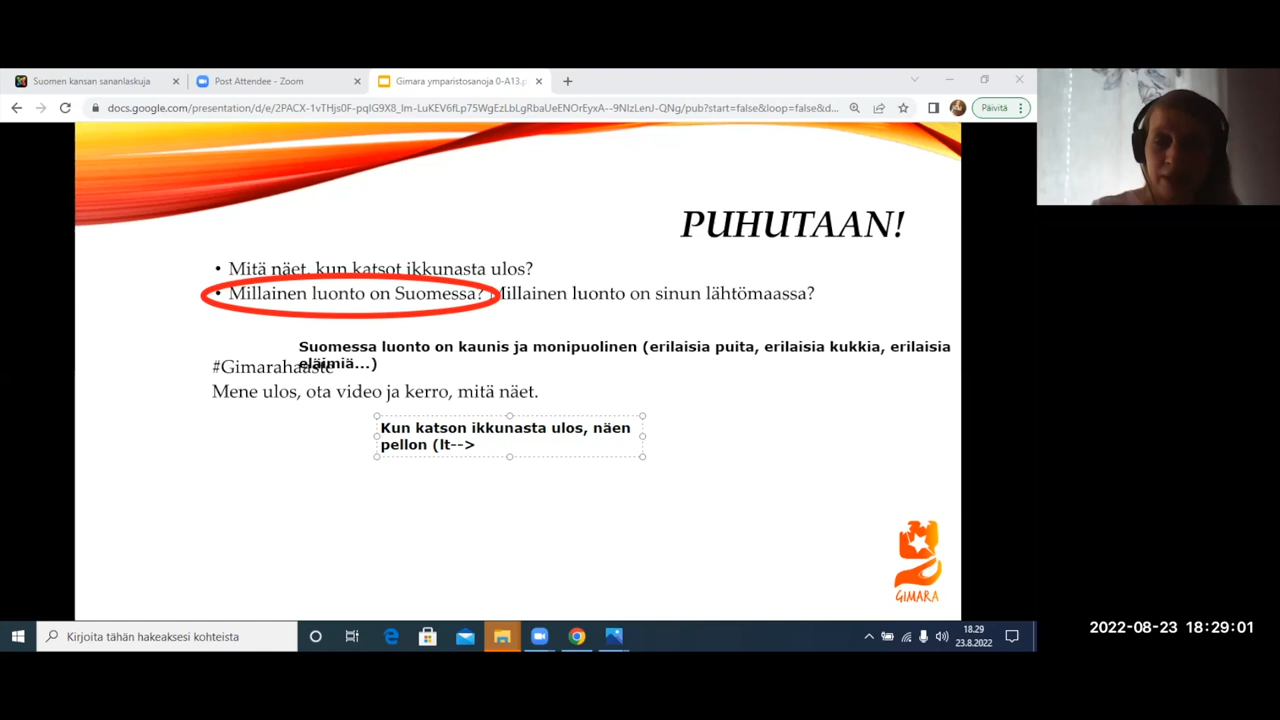 Suomen kansan sananlaskuja
Post Attendee - Zoom
Gimara ymparistosanoja 0-A13.p
docs.google.com/presentation/d/e/2PACX-1vTHjs0F-pqIG9X8_Im-LuKEV6fLp75WgEzLbLgRbaUeENOrEyxA--9NIzLenJ-QNg/pub?start=false&loop=false&d...
Päivitä
PUHUTAAN!
• Mitä näet, kun katsot ikkunasta ulos?
• Millainen luonto on Suomessa? Millainen luonto on sinun lähtömaassa?
Suomessa luonto on kaunis ja monipuolinen (erilaisia puita, erilaisia kukkia, erilaisia
eläimiä...)
#Gimarahaaste
Mene ulos, ota video ja kerro, mitä näet.
Kun katson ikkunasta ulos, näen
pellon (lt-->
GIMARA
Kirjoita tähän hakeaksesi kohteista
18.29
23.8.2022
2022-08-23 18:29:01